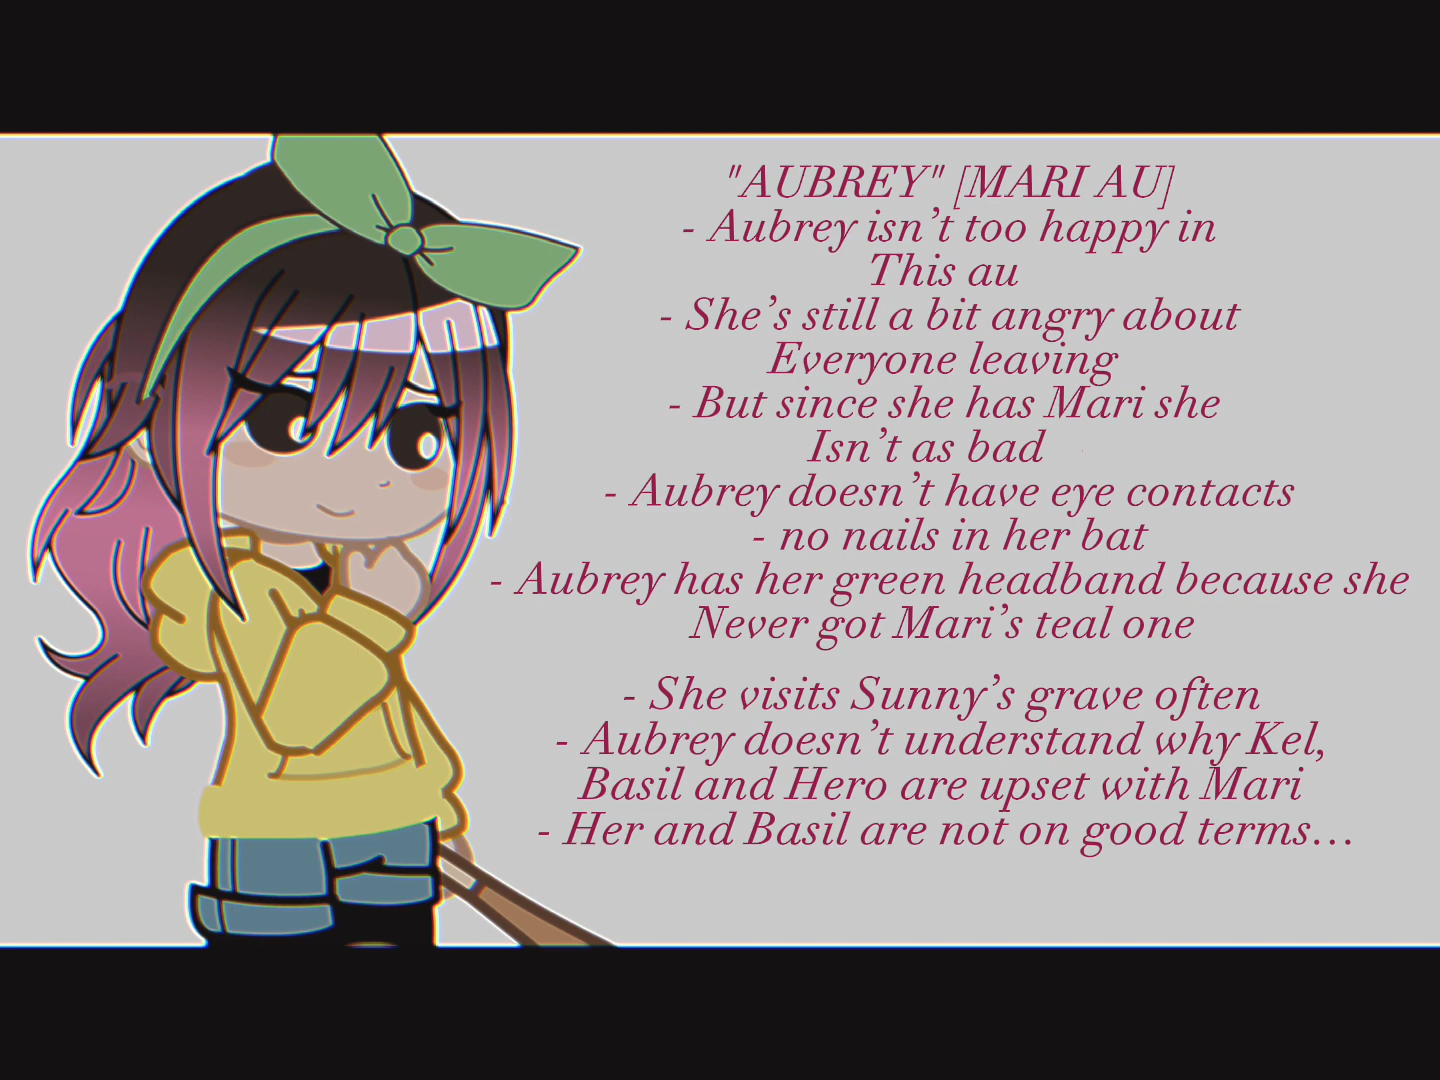 "AUBREY" [MARI AU]
- Aubrey isn't too happy in
This au
- She's still a bit angry about
Everyone leaving
- But since she has Mari she
Isn't as bad
- Aubrey doesn't have eye contacts
- no nails in her bat
- Aubrey has her green headband because she
Never got Mari's teal one
- She visits Sunny's grave often
- Aubrey doesn't understand why Kel,
Basil and Hero are upset with Mari
- Her and Basil are not on good terms...